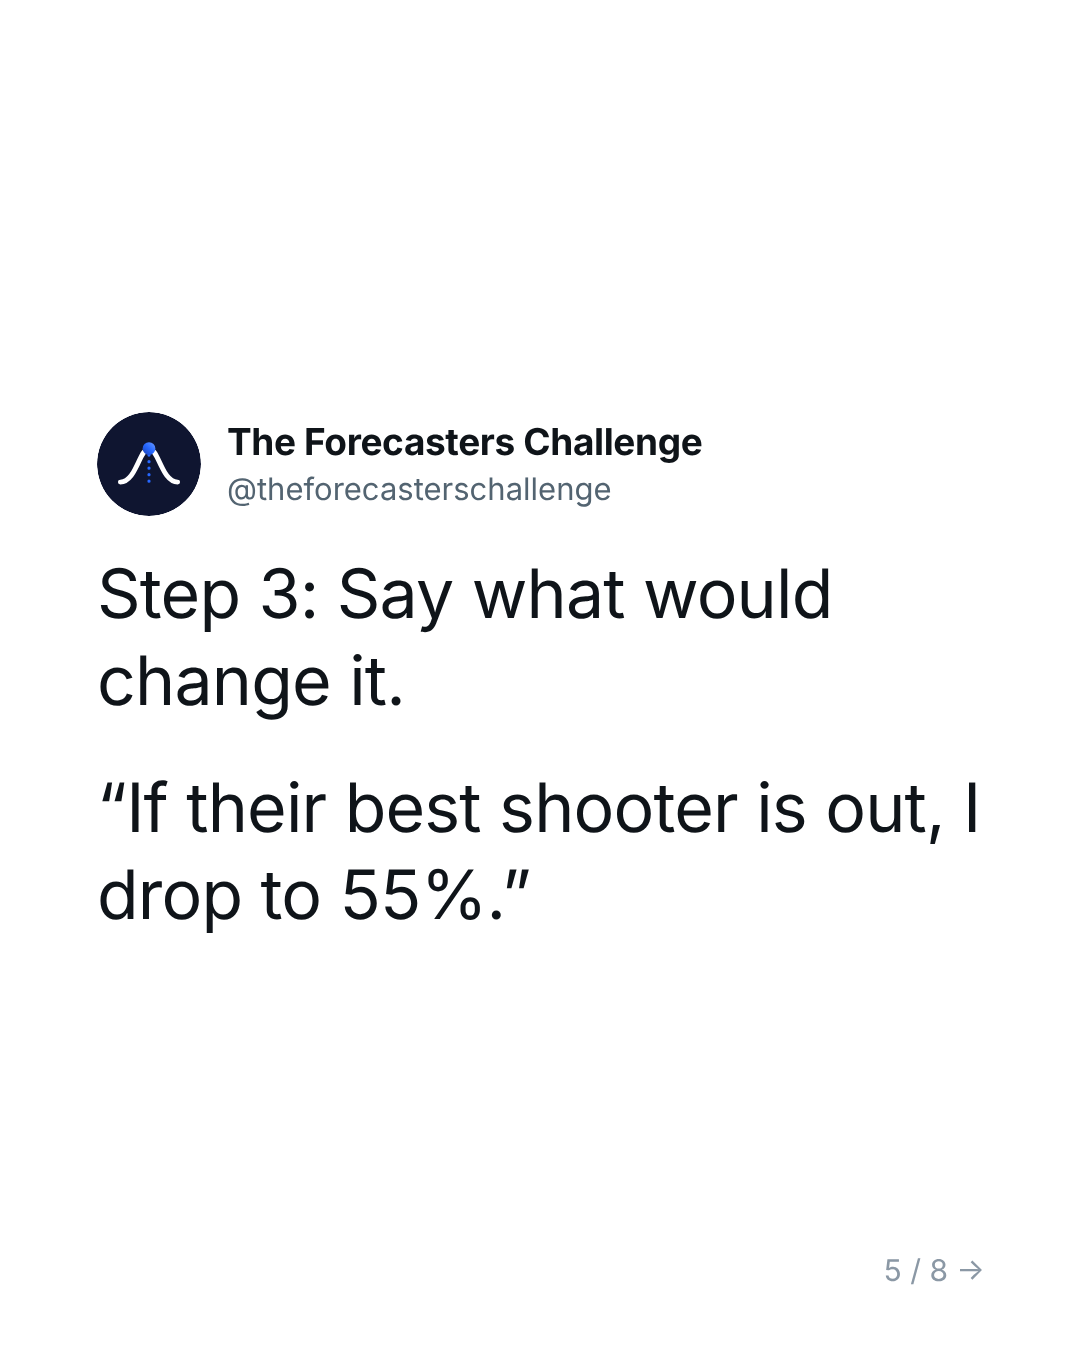 The Forecasters Challenge
@theforecasterschallenge
Step 3: Say what would
change it.
“If their best shooter is out, I
drop to 55%.”
5 / 8 →